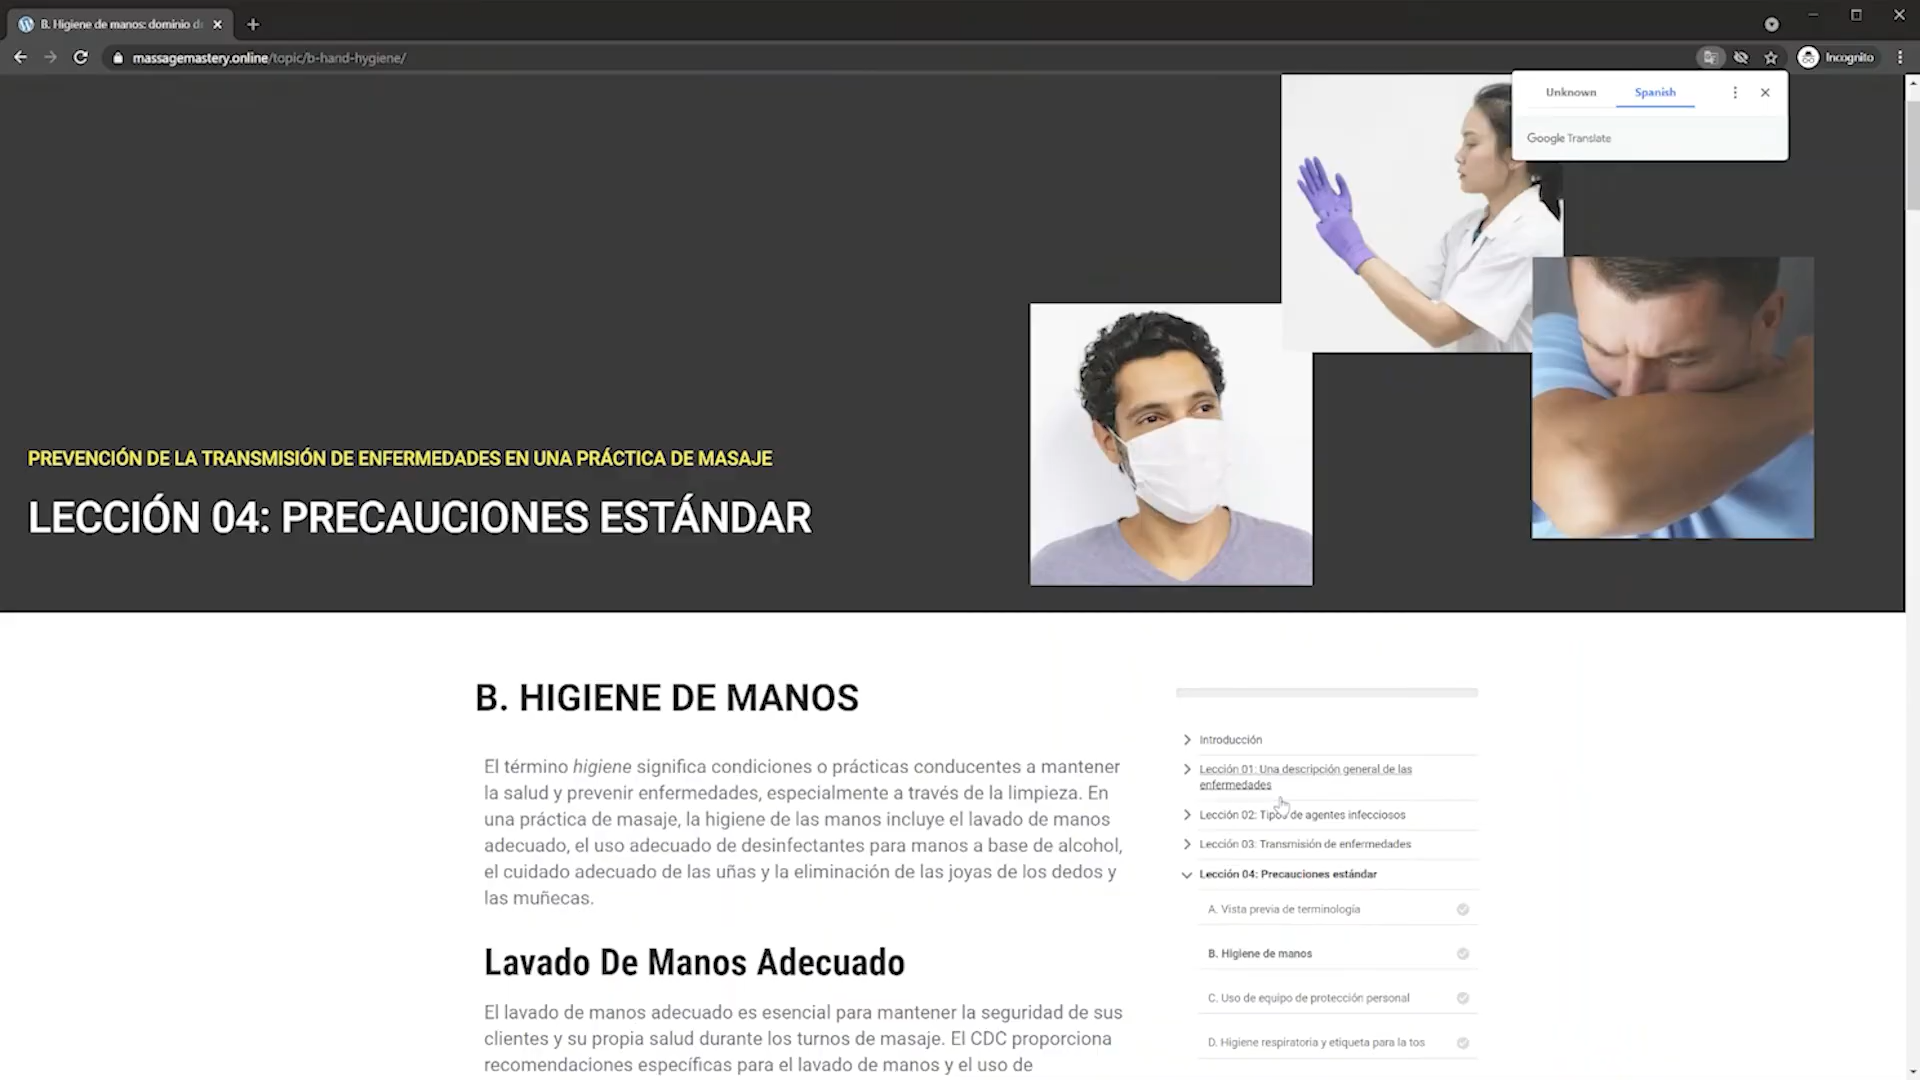 B. Higiene de manos: dominio d
massagemastery.online/topic/b-hand-hygiene/
Incognito
Unknown
Spanish
Google Translate
PREVENCIÓN DE LA TRANSMISIÓN DE ENFERMEDADES EN UNA PRÁCTICA DE MASAJE
LECCIÓN 04: PRECAUCIONES ESTÁNDAR
B. HIGIENE DE MANOS
El término higiene significa condiciones o prácticas conducentes a mantener
la salud y prevenir enfermedades, especialmente a través de la limpieza. En
una práctica de masaje, la higiene de las manos incluye el lavado de manos
adecuado, el uso adecuado de desinfectantes para manos a base de alcohol,
el cuidado adecuado de las uñas y la eliminación de las joyas de los dedos y
las muñecas.
Lavado De Manos Adecuado
El lavado de manos adecuado es esencial para mantener la seguridad de sus
clientes y su propia salud durante los turnos de masaje. El CDC proporciona
recomendaciones específicas para el lavado de manos y el uso de
Introducción
Lección 01: Una descripción general de las
enfermedades
Lección 02: Tipos de agentes infecciosos
Lección 03: Transmisión de enfermedades
Lección 04: Precauciones estándar
A. Vista previa de terminología
B. Higiene de manos
C. Uso de equipo de protección personal
D. Higiene respiratoria y etiqueta para la tos